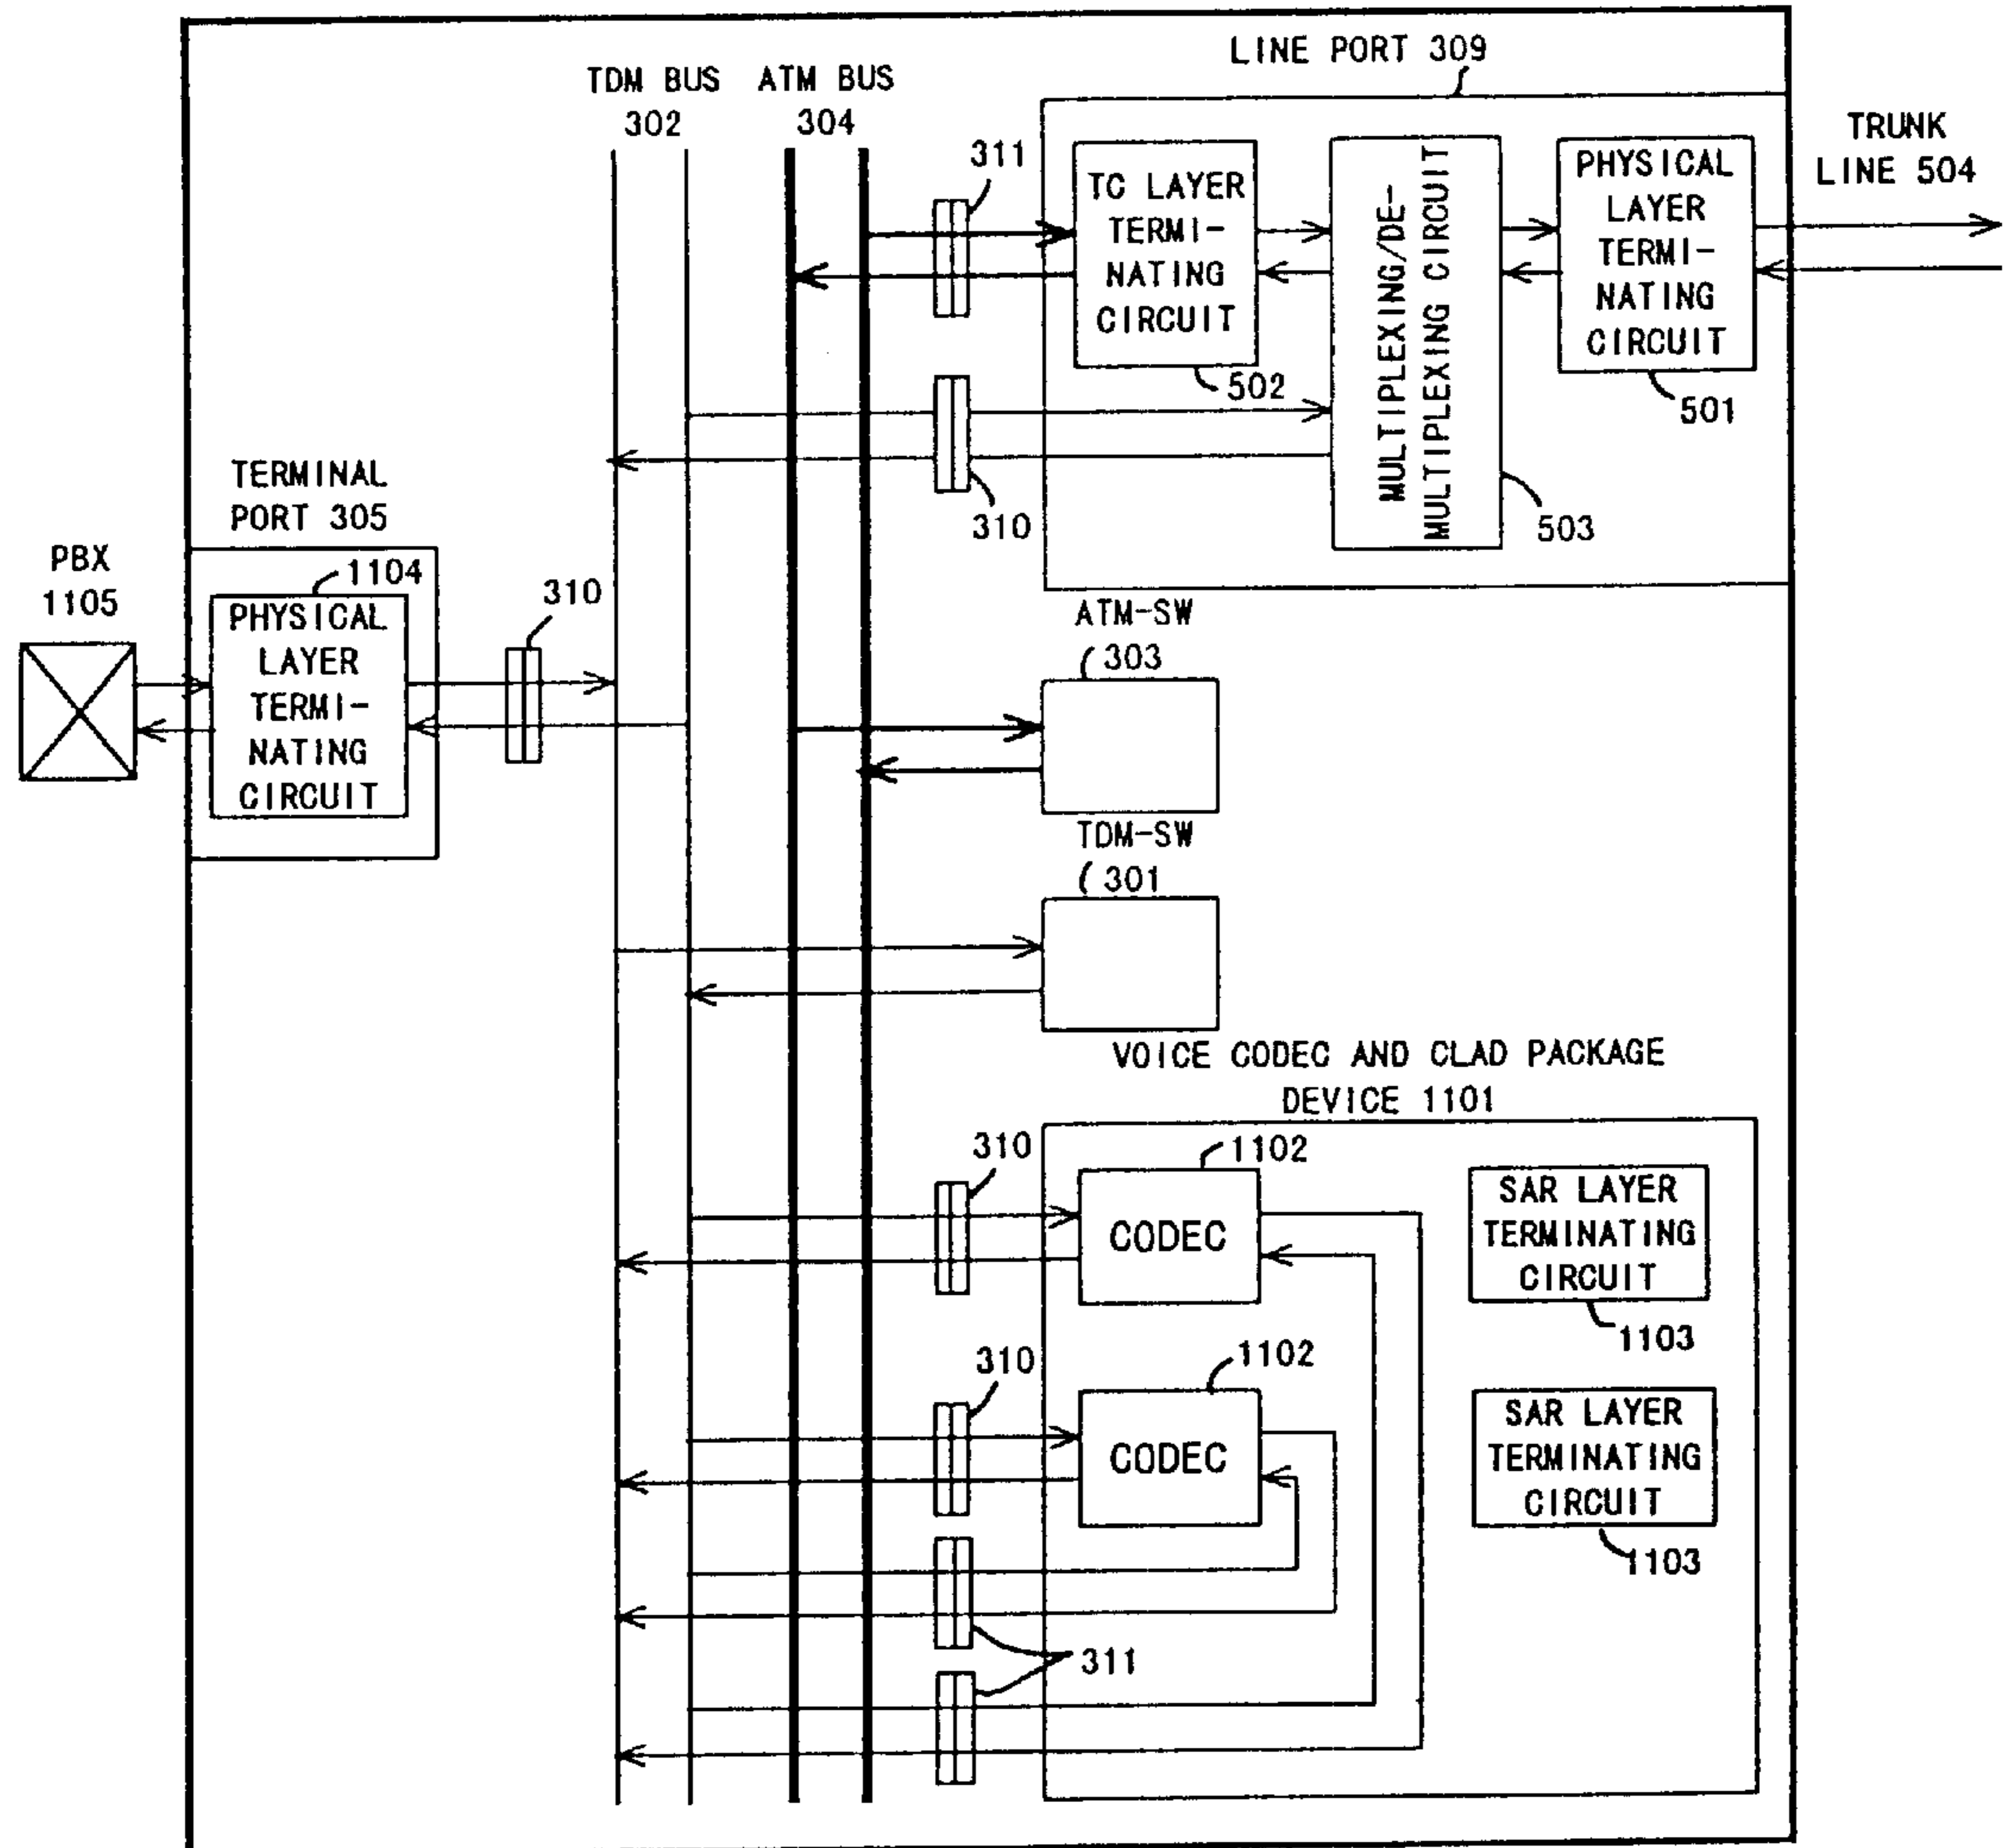 LINE PORT 309
TDM BUS
302
ATM BUS
304
TRUNK
LINE 504
311
TC LAYER
TERMI-
NATING
CIRCUIT
502
MULTIPLEXING/DE-
MULTIPLEXING CIRCUIT
503
PHYSICAL
LAYER
TERMI-
NATING
CIRCUIT
501
310
TERMINAL
PORT 305
PBX
1105
1104
PHYSICAL
LAYER
TERMI-
NATING
CIRCUIT
310
ATM-SW
303
TDM-SW
301
VOICE CODEC AND CLAD PACKAGE
DEVICE 1101
310
1102
CODEC
SAR LAYER
TERMINATING
CIRCUIT
1103
310
1102
CODEC
SAR LAYER
TERMINATING
CIRCUIT
1103
311